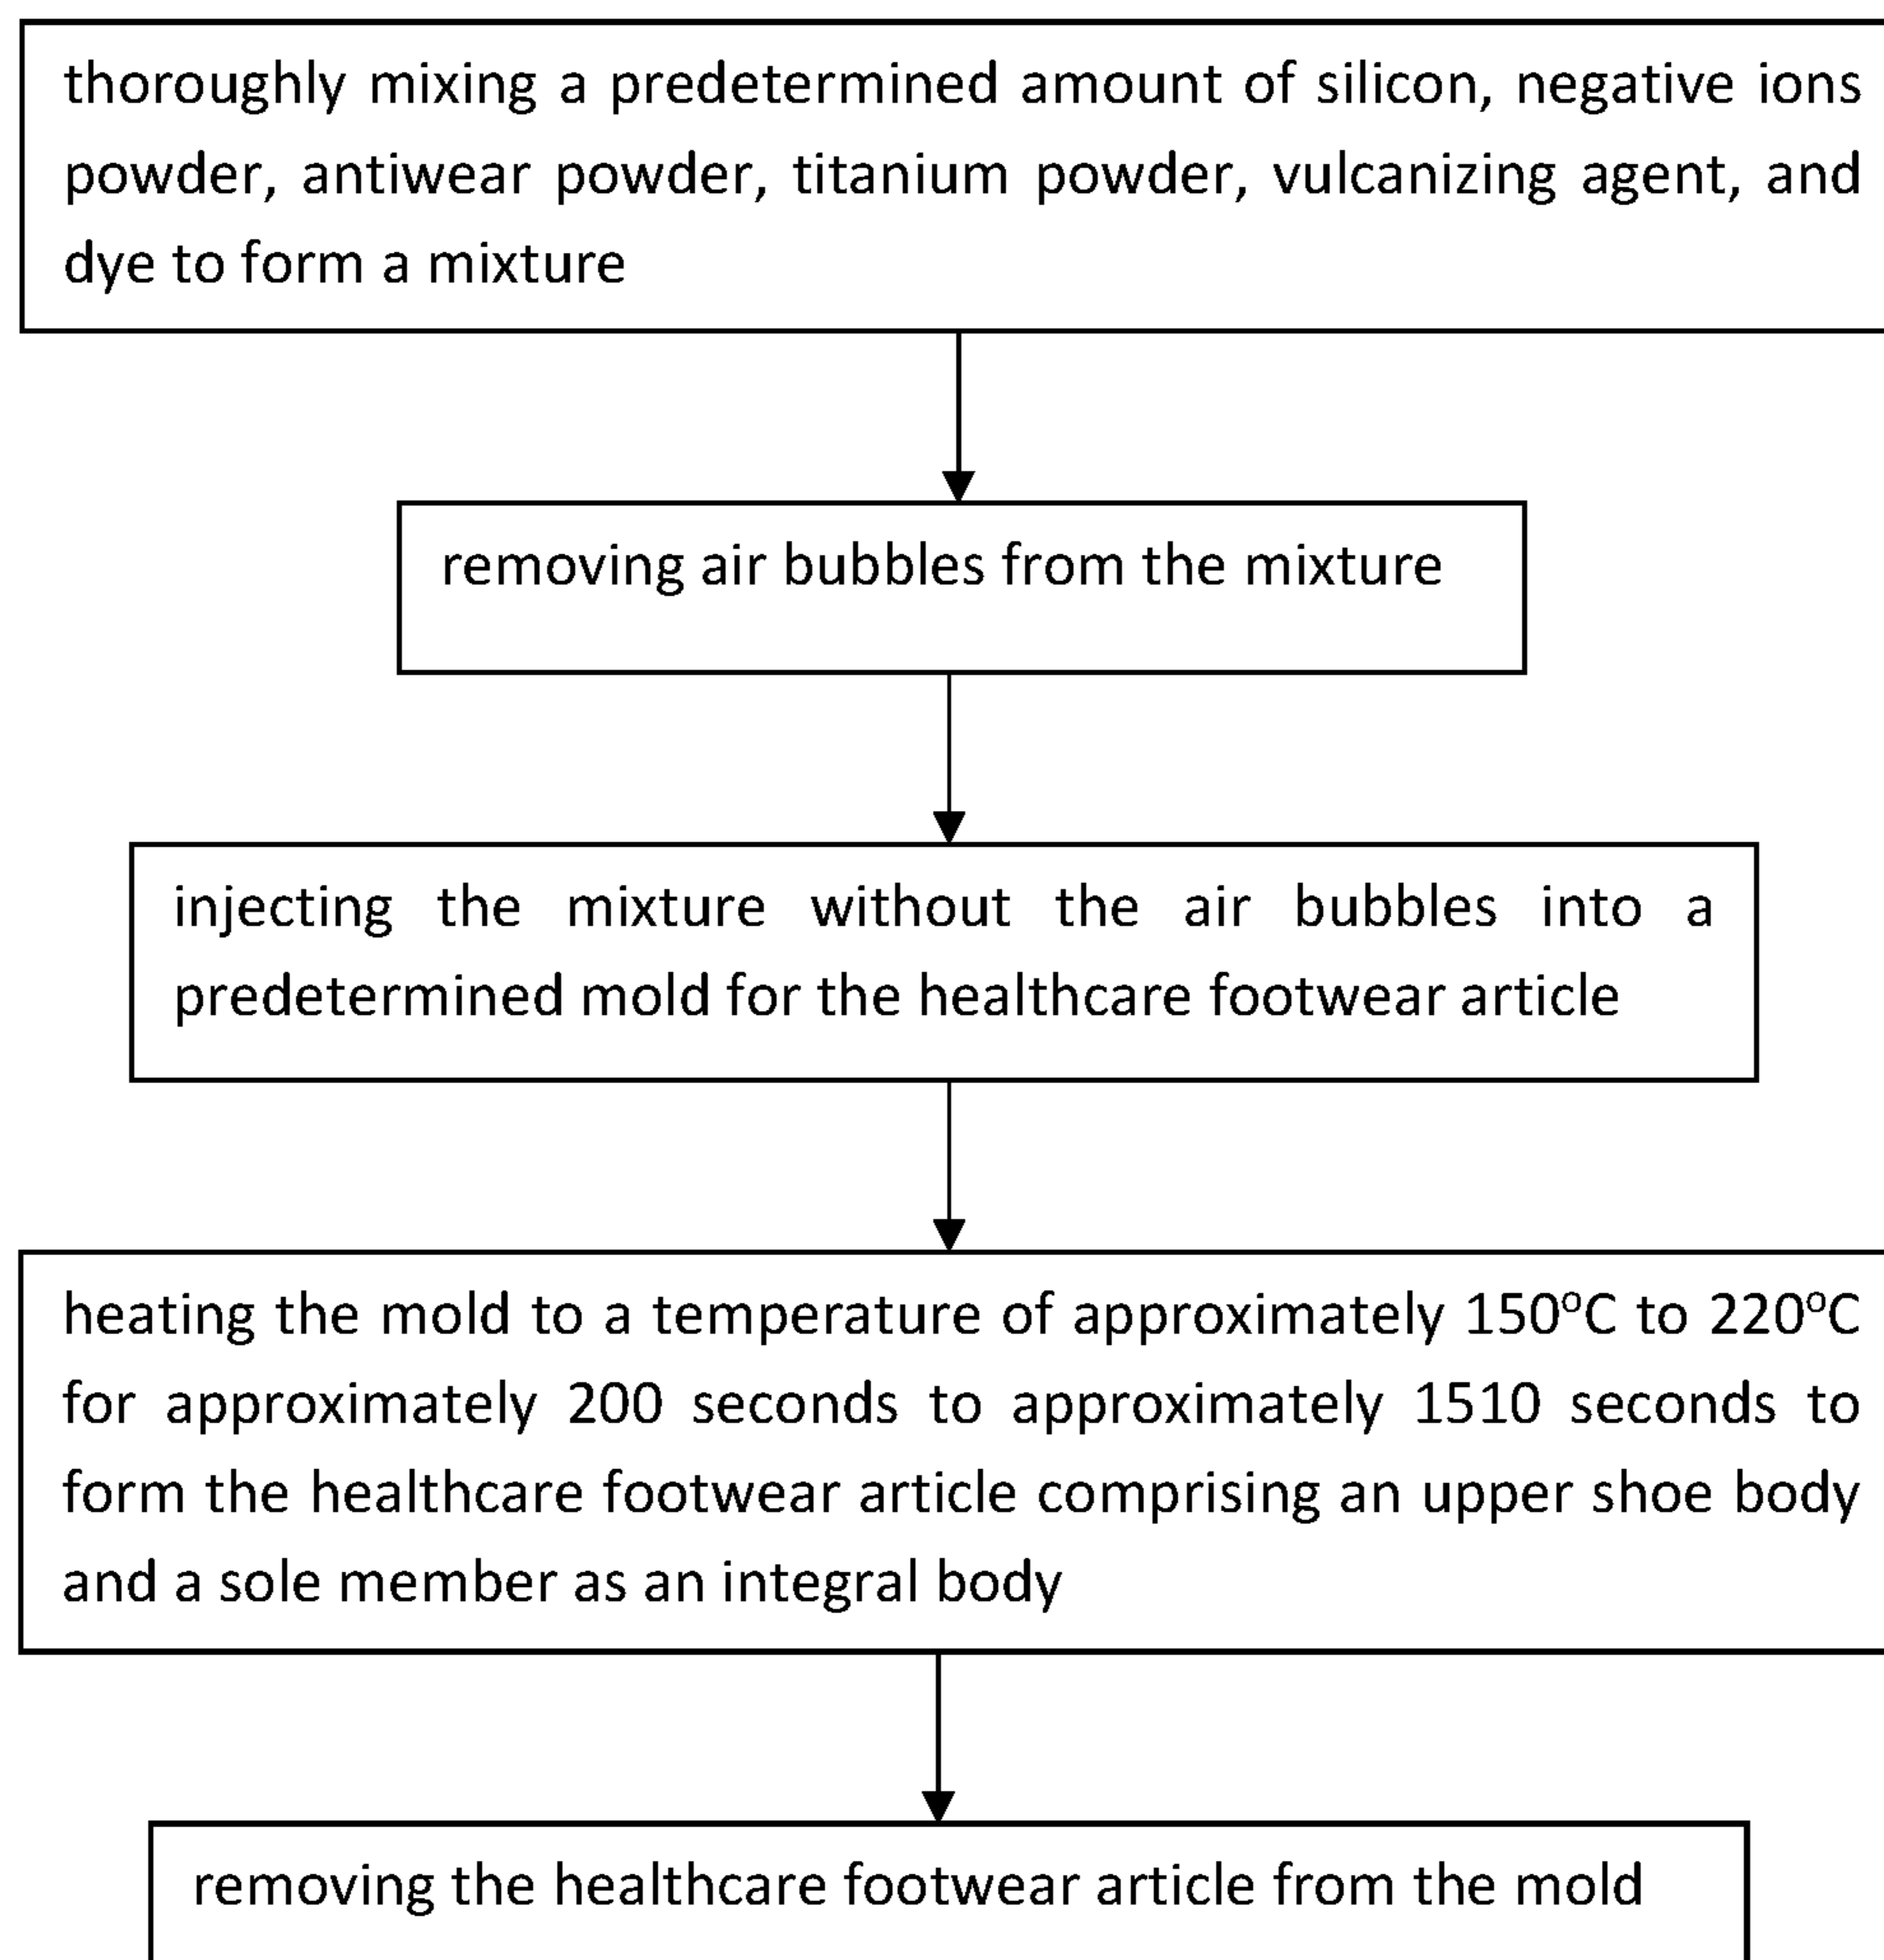 thoroughly mixing a predetermined amount of silicon, negative ions
powder, antiwear powder, titanium powder, vulcanizing agent, and
dye to form a mixture
removing air bubbles from the mixture
injecting the mixture without the air bubbles into a
predetermined mold for the healthcare footwear article
heating the mold to a temperature of approximately 150°C to 220°C
for approximately 200 seconds to approximately 1510 seconds to
form the healthcare footwear article comprising an upper shoe body
and a sole member as an integral body
removing the healthcare footwear article from the mold